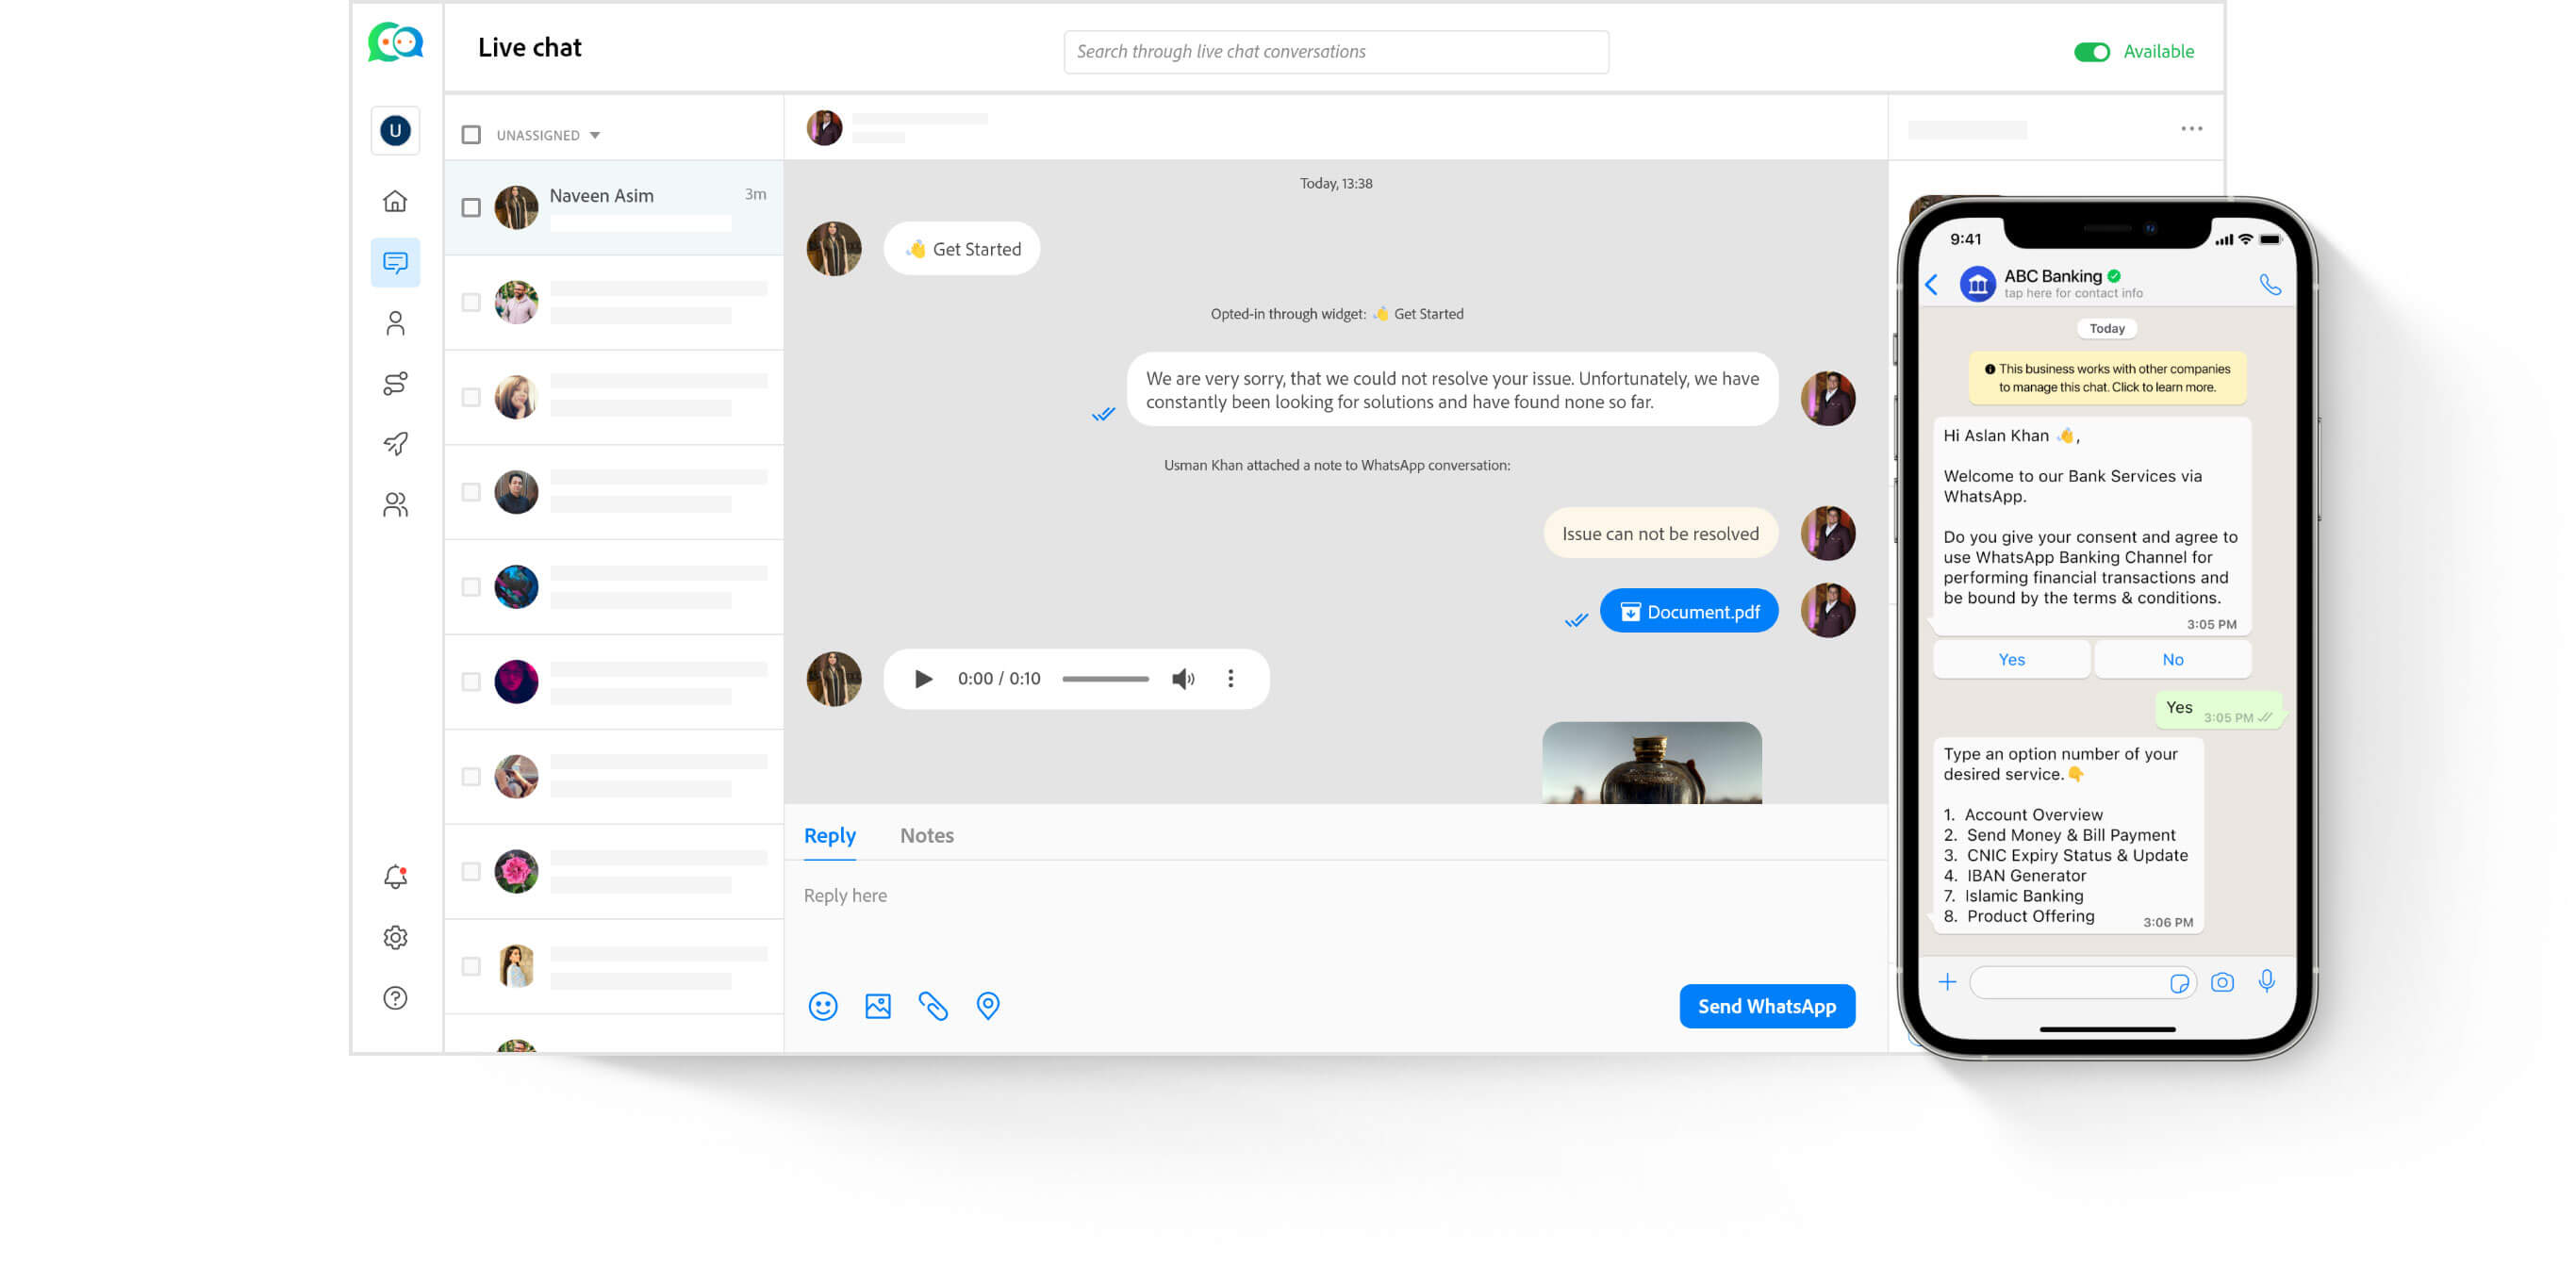 Live chat
Search through live chat conversations
Available
U
UNASSIGNED
Naveen Asim
3m
Today, 13:38
👋 Get Started
Opted-in through widget: 👋 Get Started
We are very sorry, that we could not resolve your issue. Unfortunately, we have
constantly been looking for solutions and have found none so far.
Usman Khan attached a note to WhatsApp conversation:
Issue can not be resolved
Document.pdf
0:00 / 0:10
Reply
Notes
Reply here
Send WhatsApp
9:41
ABC Banking
tap here for contact info
Today
This business works with other companies
to manage this chat. Click to learn more.
Hi Aslan Khan 👋,
Welcome to our Bank Services via
WhatsApp.
Do you give your consent and agree to
use WhatsApp Banking Channel for
performing financial transactions and
be bound by the terms & conditions.
3:05 PM
Yes
No
Yes
3:05 PM
Type an option number of your
desired service.👇
1. Account Overview
2. Send Money & Bill Payment
3. CNIC Expiry Status & Update
4. IBAN Generator
7. Islamic Banking
8. Product Offering
3:06 PM